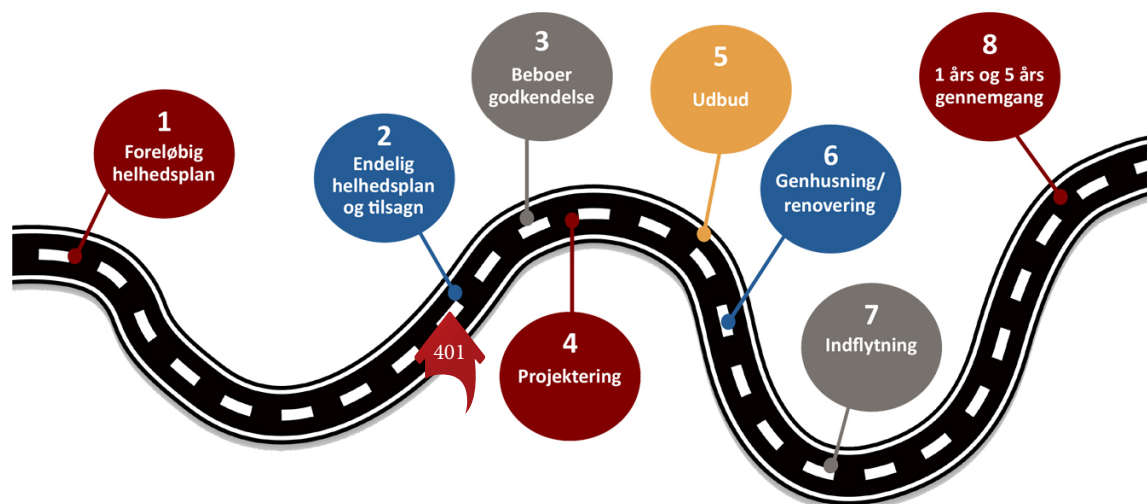 1
Foreløbig
helhedsplan
2
Endelig
helhedsplan
og tilsagn
3
Beboer
godkendelse
4
Projektering
5
Udbud
6
Genhusning/
renovering
7
Indflytning
8
1 års og 5 års
gennemgang
401